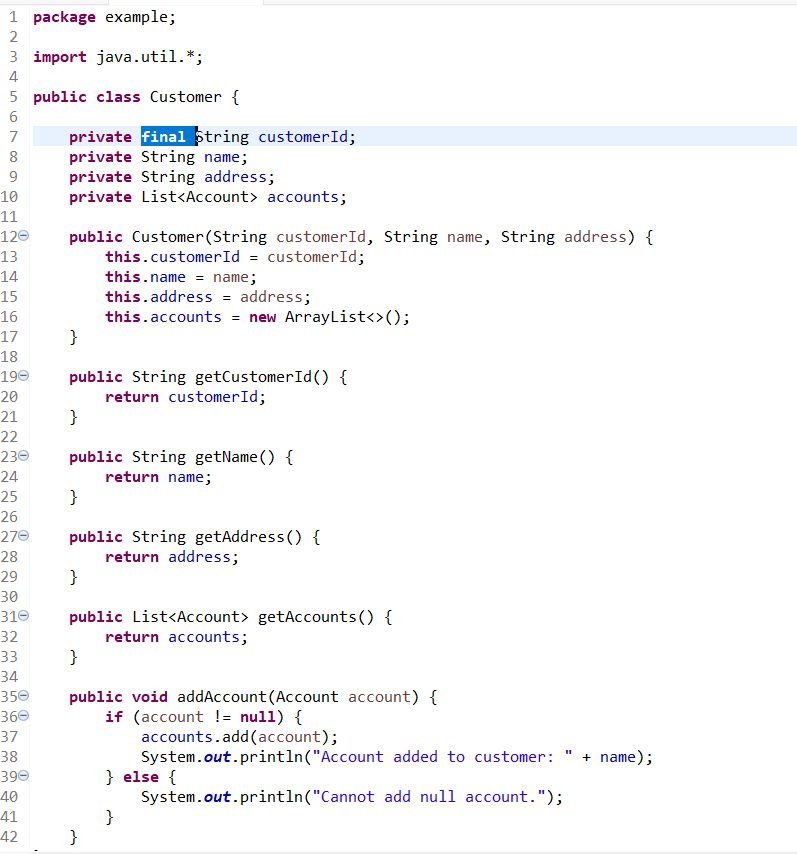 1 package example;
2
3 import java.util.*;
4
5 public class Customer {
6
7 private final String customerId;
8 private String name;
9 private String address;
10 private List<Account> accounts;
11
12 public Customer(String customerId, String name, String address) {
13 this.customerId = customerId;
14 this.name = name;
15 this.address = address;
16 this.accounts = new ArrayList<>();
17 }
18
19 public String getCustomerId() {
20 return customerId;
21 }
22
23 public String getName() {
24 return name;
25 }
26
27 public String getAddress() {
28 return address;
29 }
30
31 public List<Account> getAccounts() {
32 return accounts;
33 }
34
35 public void addAccount(Account account) {
36 if (account != null) {
37 accounts.add(account);
38 System.out.println("Account added to customer: " + name);
39 } else {
40 System.out.println("Cannot add null account.");
41 }
42 }